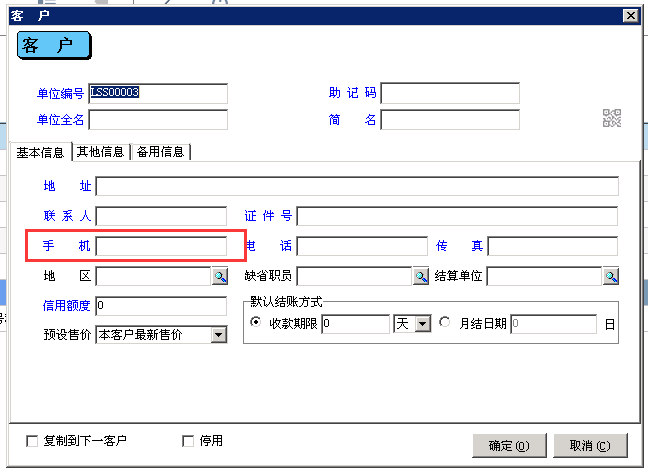 客 户
客 户
单位编号 LSS00003 助 记 码
单位全名 简 名
基本信息 其他信息 备用信息
地 址
联 系 人 证 件 号
手 机 电 话 传 真
地 区 缺省职员 结算单位
信用额度 0 默认结账方式
预设售价 本客户最新售价 收款期限 0 天 月结日期 0 日
复制到下一客户 停用 确定(O) 取消(C)